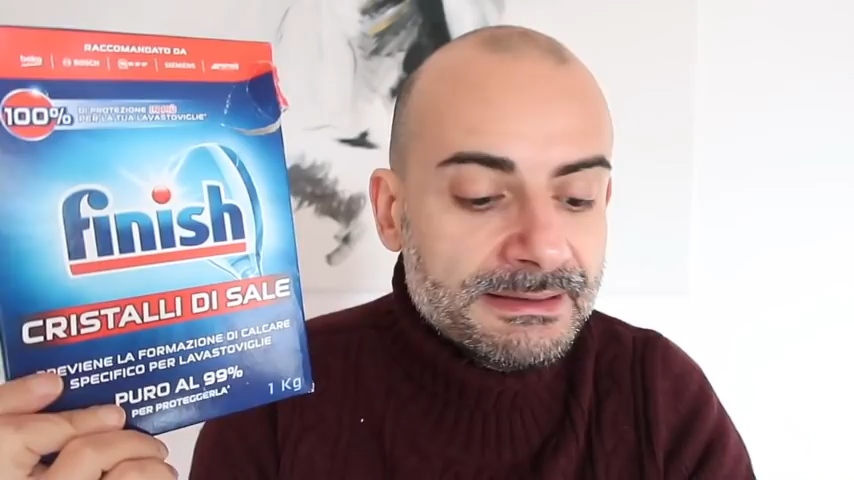 RACCOMANDATO DA
beko BOSCH SIEMENS
100%
DI PROTEZIONE IN PIÙ
PER LA TUA LAVASTOVIGLIE*
finish
CRISTALLI DI SALE
PREVIENE LA FORMAZIONE DI CALCARE
SPECIFICO PER LAVASTOVIGLIE
PURO AL 99%
PER PROTEGGERLA*
1 Kg